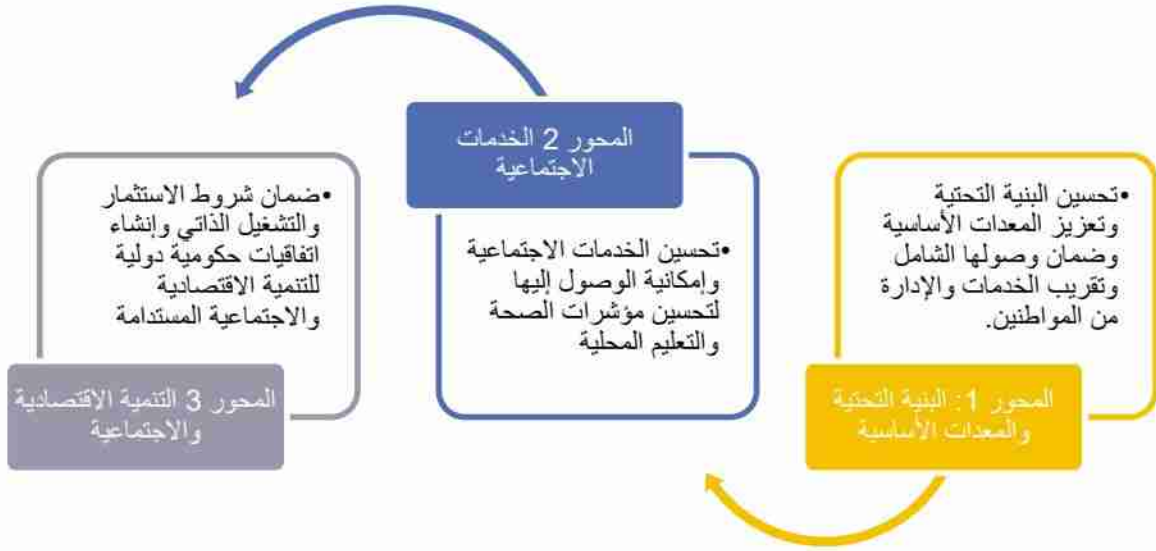 •تحسين البنية التحتية
وتعزيز المعدات الأساسية
وضمان وصولها الشامل
وتقريب الخدمات والإدارة
من المواطنين.
المحور 1: البنية التحتية
والمعدات الأساسية
المحور 2 الخدمات
الاجتماعية
•تحسين الخدمات الاجتماعية
وإمكانية الوصول إليها
لتحسين مؤشرات الصحة
والتعليم المحلية
•ضمان شروط الاستثمار
والتشغيل الذاتي وإنشاء
اتفاقيات حكومية دولية
للتنمية الاقتصادية
والاجتماعية المستدامة
المحور 3 التنمية الاقتصادية
والاجتماعية